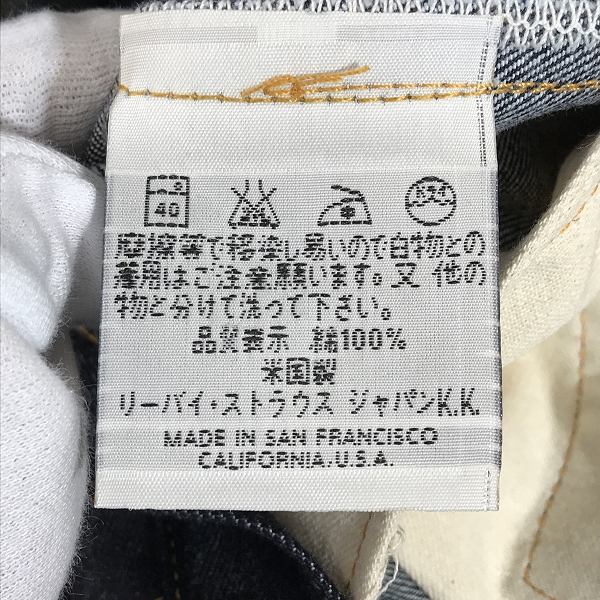 40
摩擦等で移染し易いので白物との
着用はご注意願います。又 他の
物と分けて洗って下さい。
品質表示 綿100%
米国製
リーバイ・ストラウス ジャパンK.K.
MADE IN SAN FRANCISCO
CALIFORNIA/U.S.A.